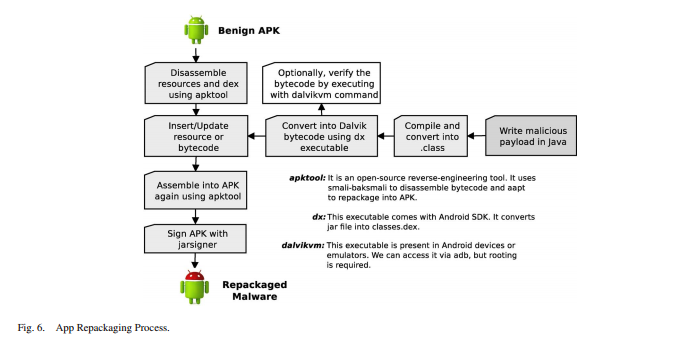 Benign APK
Disassemble
resources and dex
using apktool
Optionally, verify the
bytecode by executing
with dalvikvm command
Insert/Update
resource or
bytecode
Convert into Dalvik
bytecode using dx
executable
Compile and
convert into
.class
Write malicious
payload in Java
Assemble into APK
again using apktool
Sign APK with
jarsigner
Repackaged
Malware
apktool: It is an open-source reverse-engineering tool. It uses
smali-baksmali to disassemble bytecode and aapt
to repackage into APK.
dx: This executable comes with Android SDK. It converts
jar file into classes.dex.
dalvikvm: This executable is present in Android devices or
emulators. We can access it via adb, but rooting
is required.
Fig. 6. App Repackaging Process.